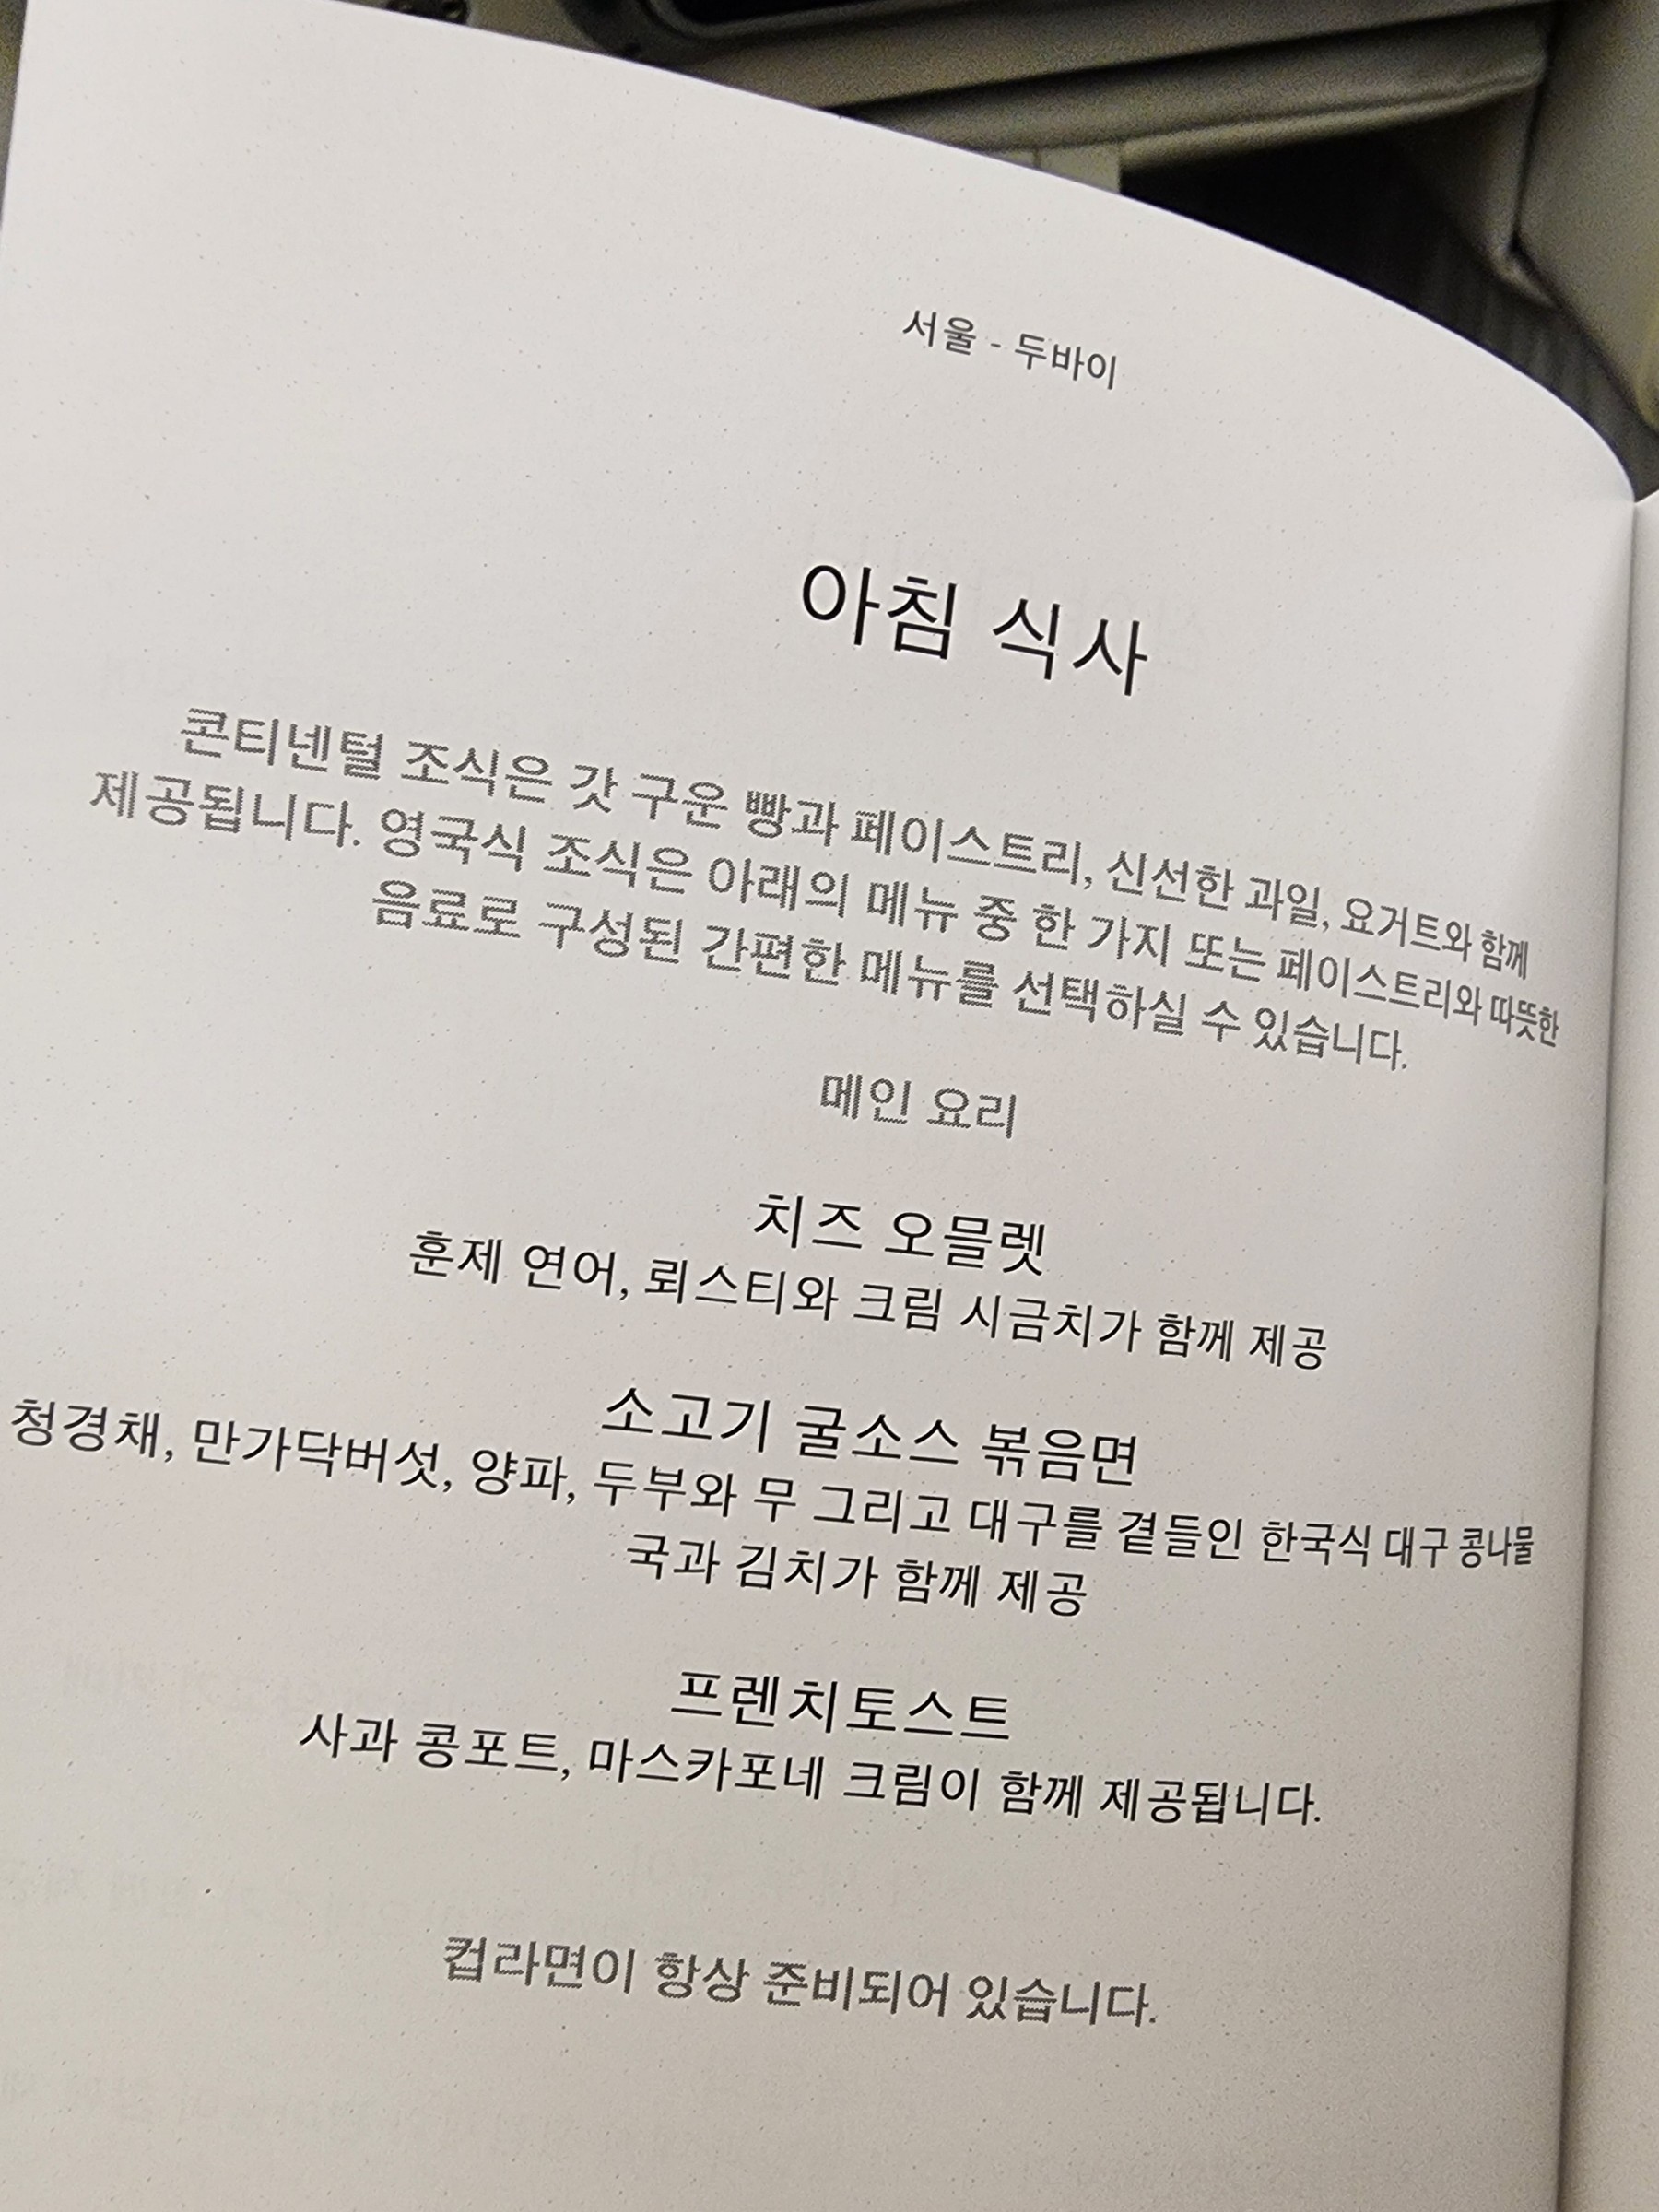 서울 - 두바이
아침 식사
콘티넨털 조식은 갓 구운 빵과 페이스트리, 신선한 과일, 요거트와 함께
제공됩니다. 영국식 조식은 아래의 메뉴 중 한 가지 또는 페이스트리와 따뜻한
음료로 구성된 간편한 메뉴를 선택하실 수 있습니다.
메인 요리
치즈 오믈렛
훈제 연어, 뢰스티와 크림 시금치가 함께 제공
소고기 굴소스 볶음면
청경채, 만가닥버섯, 양파, 두부와 무 그리고 대구를 곁들인 한국식 대구 콩나물
국과 김치가 함께 제공
프렌치토스트
사과 콩포트, 마스카포네 크림이 함께 제공됩니다.
컵라면이 항상 준비되어 있습니다.